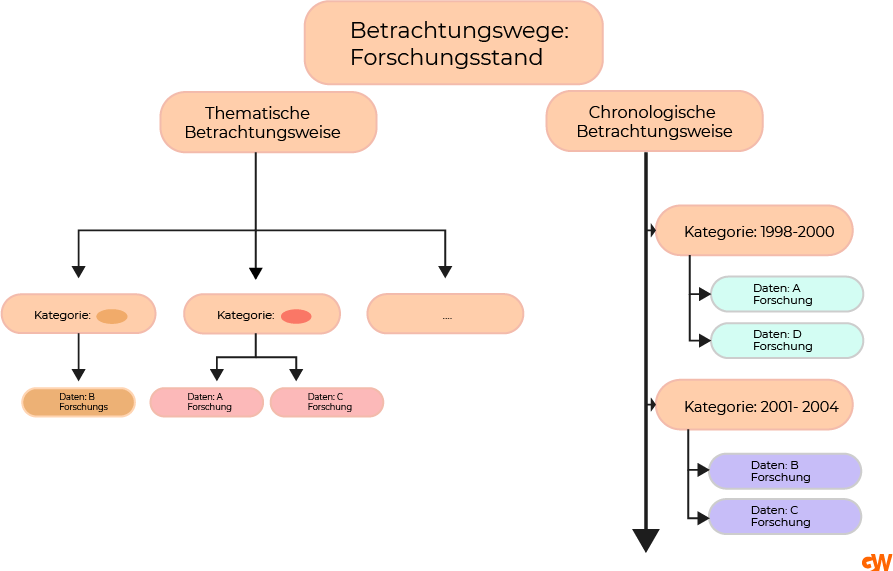 Betrachtungswege:
Forschungsstand
Thematische
Betrachtungsweise
Kategorie:
Daten: B
Forschungs
Kategorie:
Daten: A
Forschung
Daten: C
Forschung
....
Chronologische
Betrachtungsweise
Kategorie: 1998-2000
Daten: A
Forschung
Daten: D
Forschung
Kategorie: 2001- 2004
Daten: B
Forschung
Daten: C
Forschung
GW